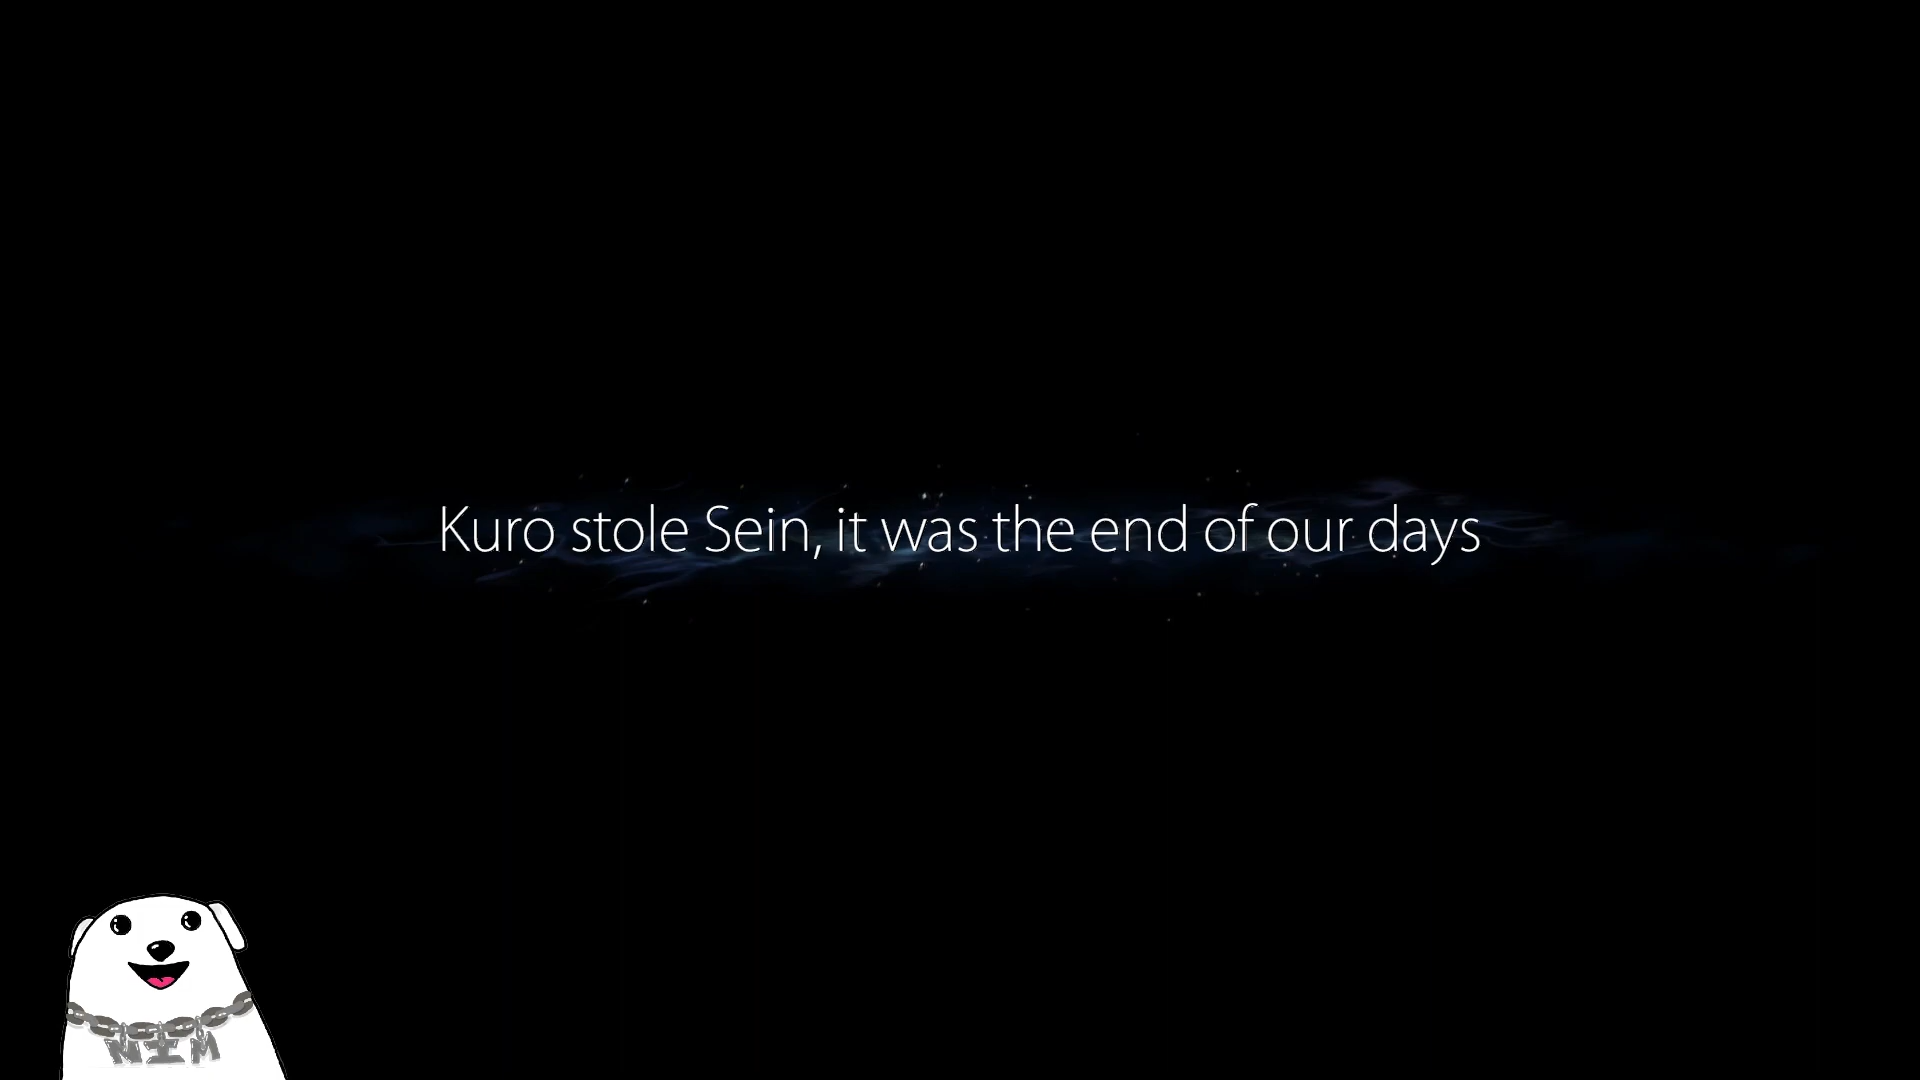 Kuro stole Sein, it was the end of our days
NIM